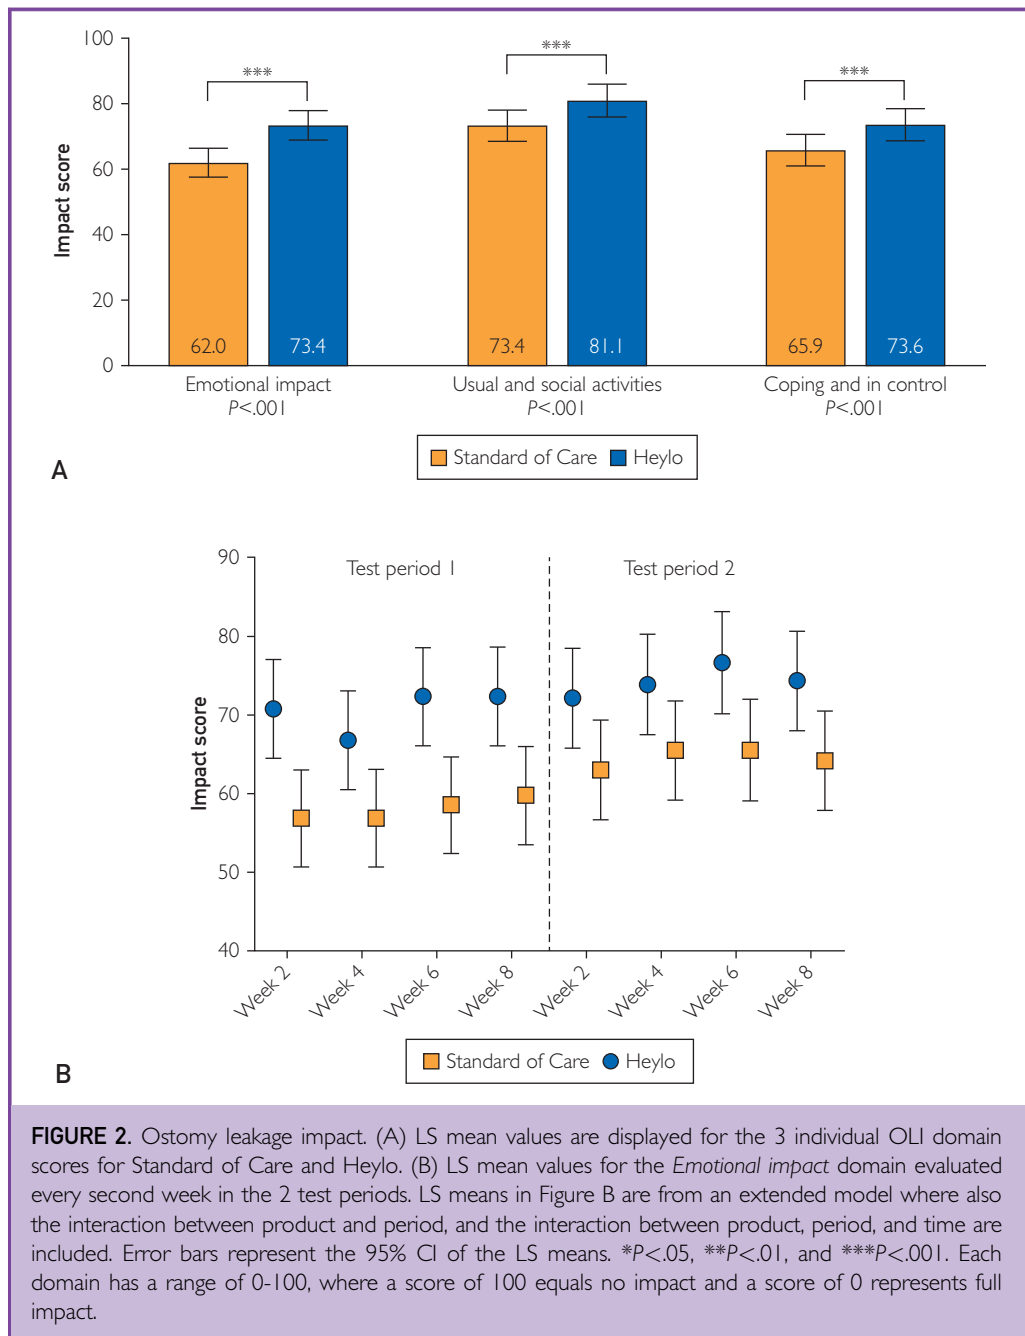 100
80
60
40
20
0
Impact score
***
***
***
62.0
73.4
73.4
81.1
65.9
73.6
Emotional impact
P<.001
Usual and social activities
P<.001
Coping and in control
P<.001
Standard of Care
Heylo
A
90
80
70
60
50
40
Impact score
Test period 1
Test period 2
Week 2
Week 4
Week 6
Week 8
Week 2
Week 4
Week 6
Week 8
Standard of Care
Heylo
B
FIGURE 2. Ostomy leakage impact. (A) LS mean values are displayed for the 3 individual OLI domain
scores for Standard of Care and Heylo. (B) LS mean values for the Emotional impact domain evaluated
every second week in the 2 test periods. LS means in Figure B are from an extended model where also
the interaction between product and period, and the interaction between product, period, and time are
included. Error bars represent the 95% CI of the LS means. *P<.05, **P<.01, and ***P<.001. Each
domain has a range of 0-100, where a score of 100 equals no impact and a score of 0 represents full
impact.